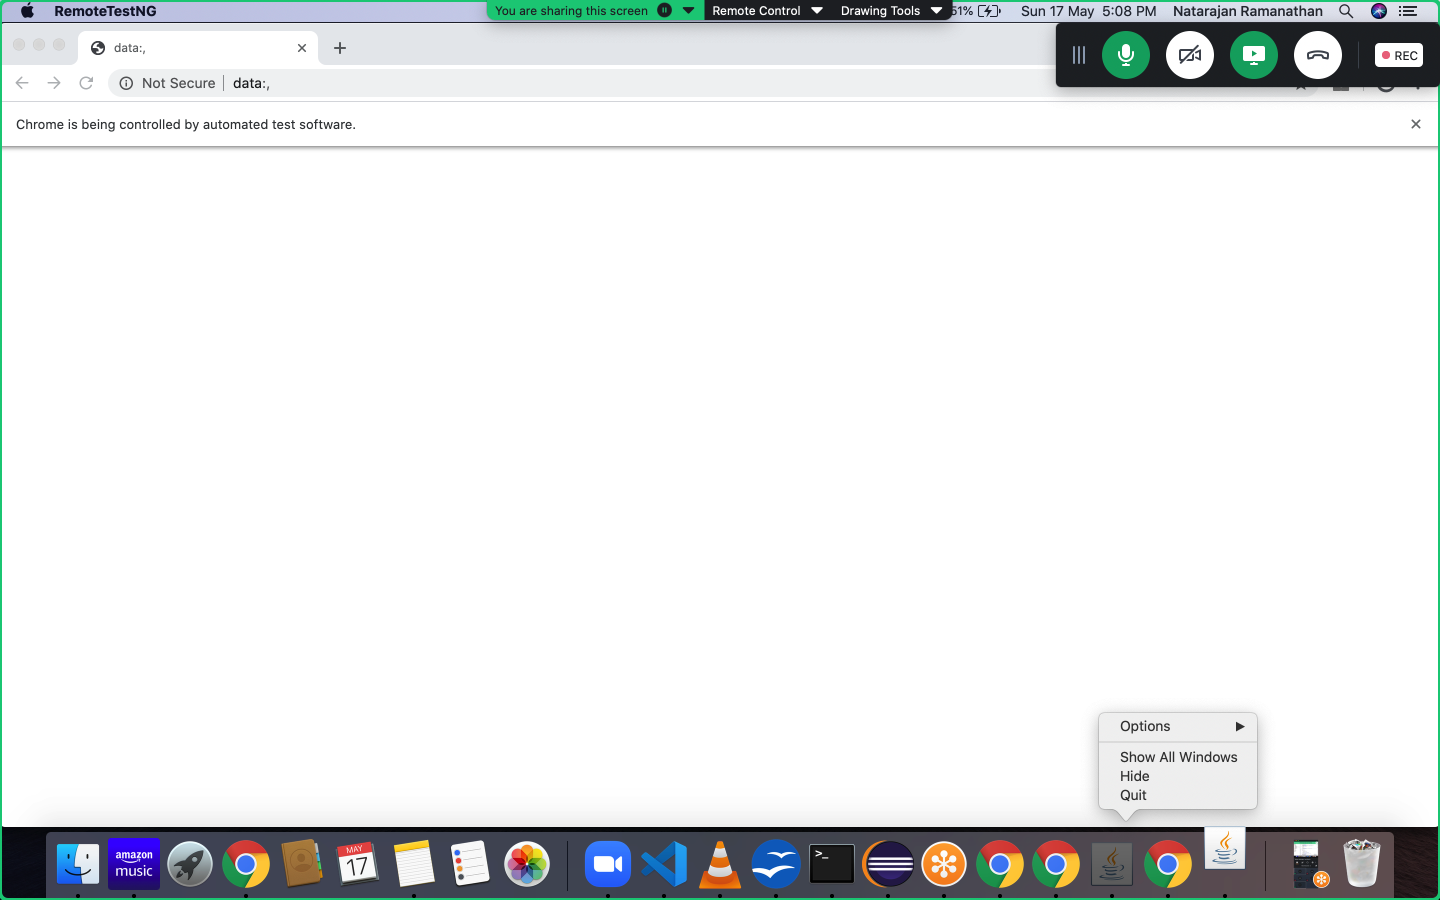 RemoteTestNG
You are sharing this screen
Remote Control
Drawing Tools
51%
Sun 17 May 5:08 PM
Natarajan Ramanathan
data:,
REC
Not Secure
data:,
Chrome is being controlled by automated test software.
Options
Show All Windows
Hide
Quit
amazon
music
MAY
17
>_